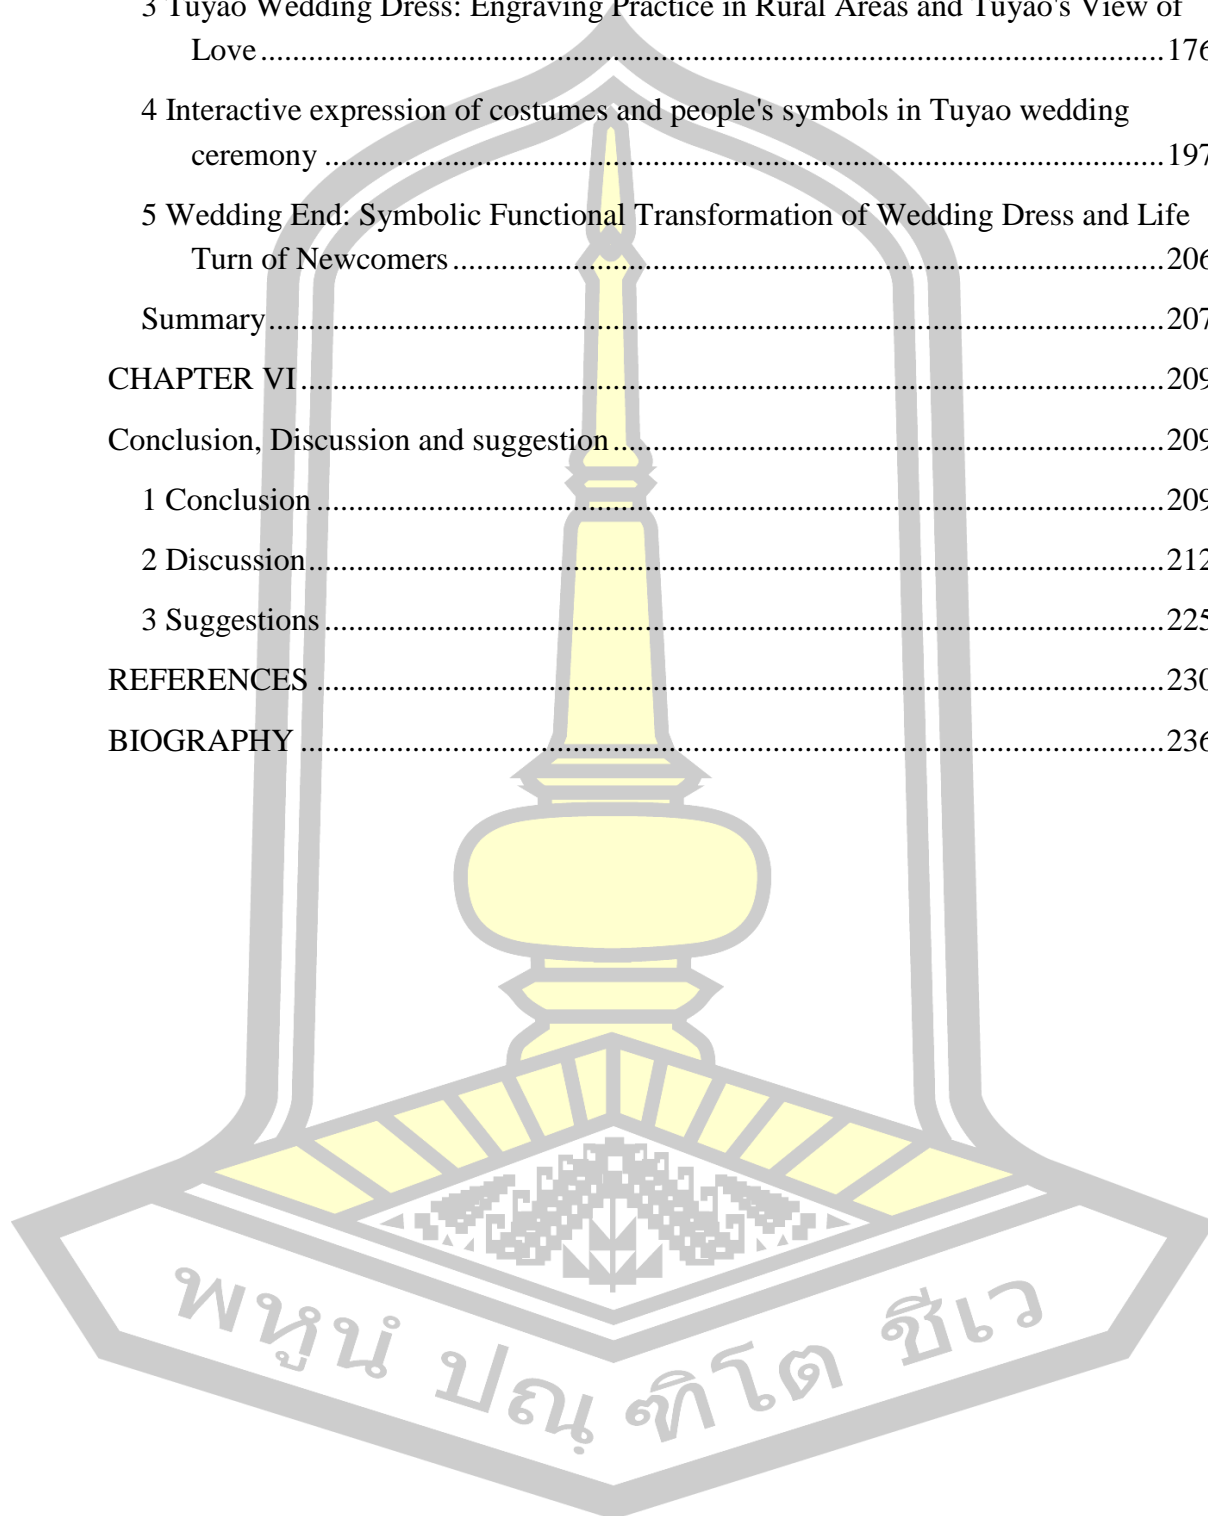 3 Tuyao Wedding Dress: Engraving Practice in Rural Areas and Tuyao's View of
Love ........................................................................................................ 176
4 Interactive expression of costumes and people's symbols in Tuyao wedding
ceremony ........................................................................................................ 197
5 Wedding End: Symbolic Functional Transformation of Wedding Dress and Life
Turn of Newcomers ........................................................................................................ 206
Summary ........................................................................................................ 207
CHAPTER VI ........................................................................................................ 209
Conclusion, Discussion and suggestion ........................................................................................................ 209
1 Conclusion ........................................................................................................ 209
2 Discussion ........................................................................................................ 212
3 Suggestions ........................................................................................................ 225
REFERENCES ........................................................................................................ 230
BIOGRAPHY ........................................................................................................ 236
พหูนํ ปณฺฑิโต ชีเว